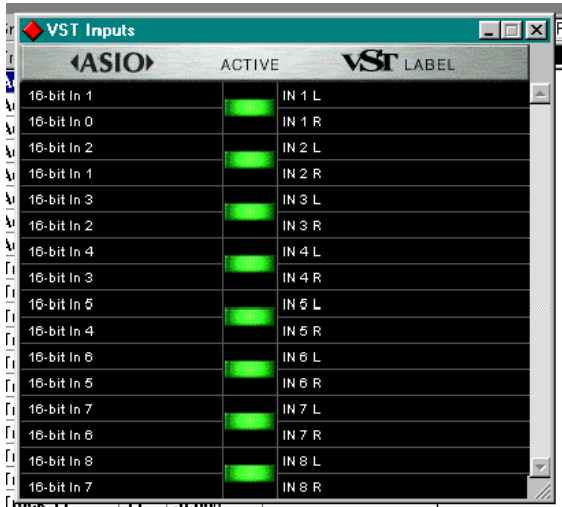 VST Inputs
ASIO ACTIVE VST LABEL
16-bit In 1 IN 1 L
16-bit In 0 IN 1 R
16-bit In 2 IN 2 L
16-bit In 1 IN 2 R
16-bit In 3 IN 3 L
16-bit In 2 IN 3 R
16-bit In 4 IN 4 L
16-bit In 3 IN 4 R
16-bit In 5 IN 5 L
16-bit In 4 IN 5 R
16-bit In 6 IN 6 L
16-bit In 5 IN 6 R
16-bit In 7 IN 7 L
16-bit In 6 IN 7 R
16-bit In 8 IN 8 L
16-bit In 7 IN 8 R